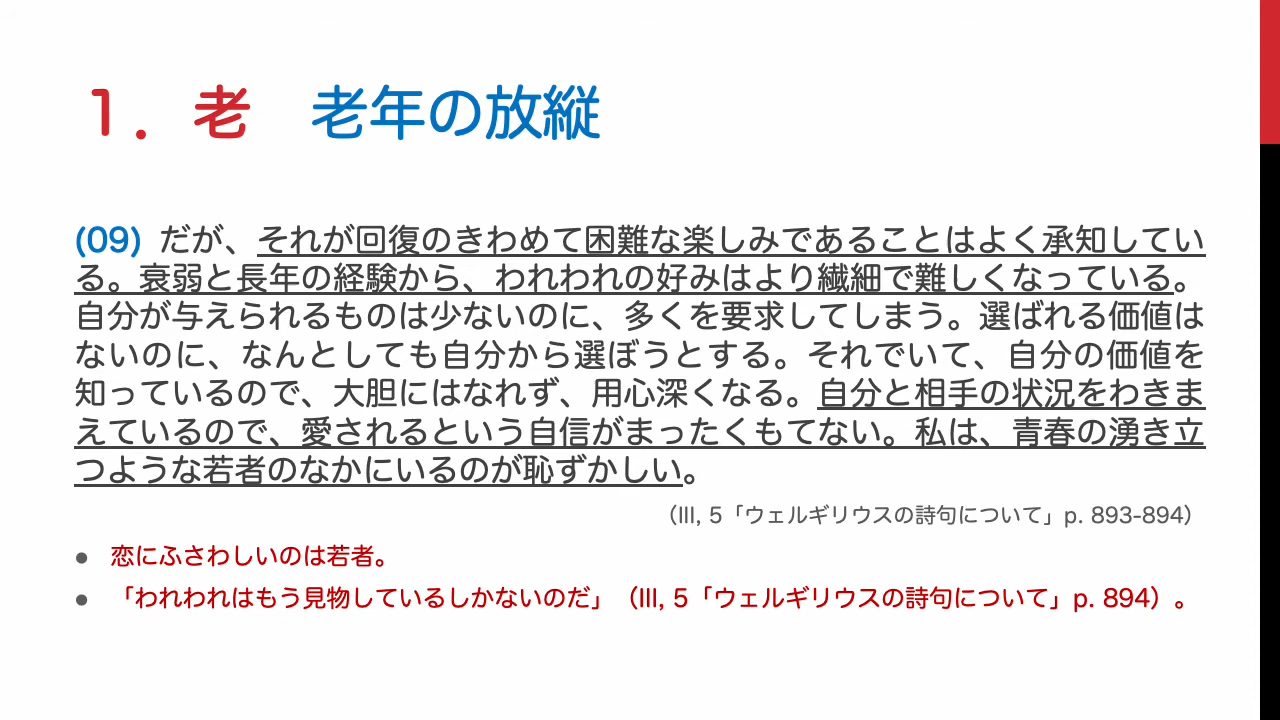 1．老　老年の放縦
(09) だが、それが回復のきわめて困難な楽しみであることはよく承知してい
る。衰弱と長年の経験から、われわれの好みはより繊細で難しくなっている。
自分が与えられるものは少ないのに、多くを要求してしまう。選ばれる価値は
ないのに、なんとしても自分から選ぼうとする。それでいて、自分の価値を
知っているので、大胆にはなれず、用心深くなる。自分と相手の状況をわきま
えているので、愛されるという自信がまったくもてない。私は、青春の湧き立
つような若者のなかにいるのが恥ずかしい。
（III, 5「ウェルギリウスの詩句について」p. 893-894）
● 恋にふさわしいのは若者。
● 「われわれはもう見物しているしかないのだ」（III, 5「ウェルギリウスの詩句について」p. 894）。